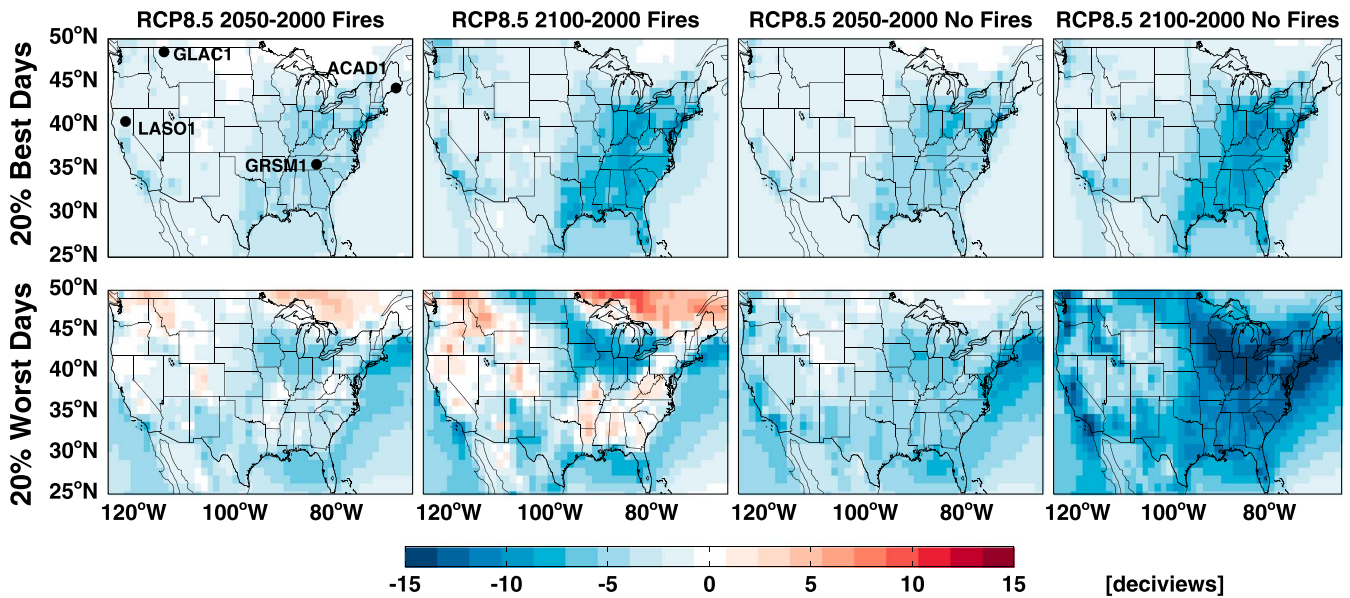 RCP8.5 2050-2000 Fires
RCP8.5 2100-2000 Fires
RCP8.5 2050-2000 No Fires
RCP8.5 2100-2000 No Fires
20% Best Days
50°N
45°N
40°N
35°N
30°N
25°N
GLAC1
ACAD1
LASO1
GRSM1
20% Worst Days
50°N
45°N
40°N
35°N
30°N
25°N
120°W 100°W 80°W
120°W 100°W 80°W
120°W 100°W 80°W
120°W 100°W 80°W
-15 -10 -5 0 5 10 15 [deciviews]